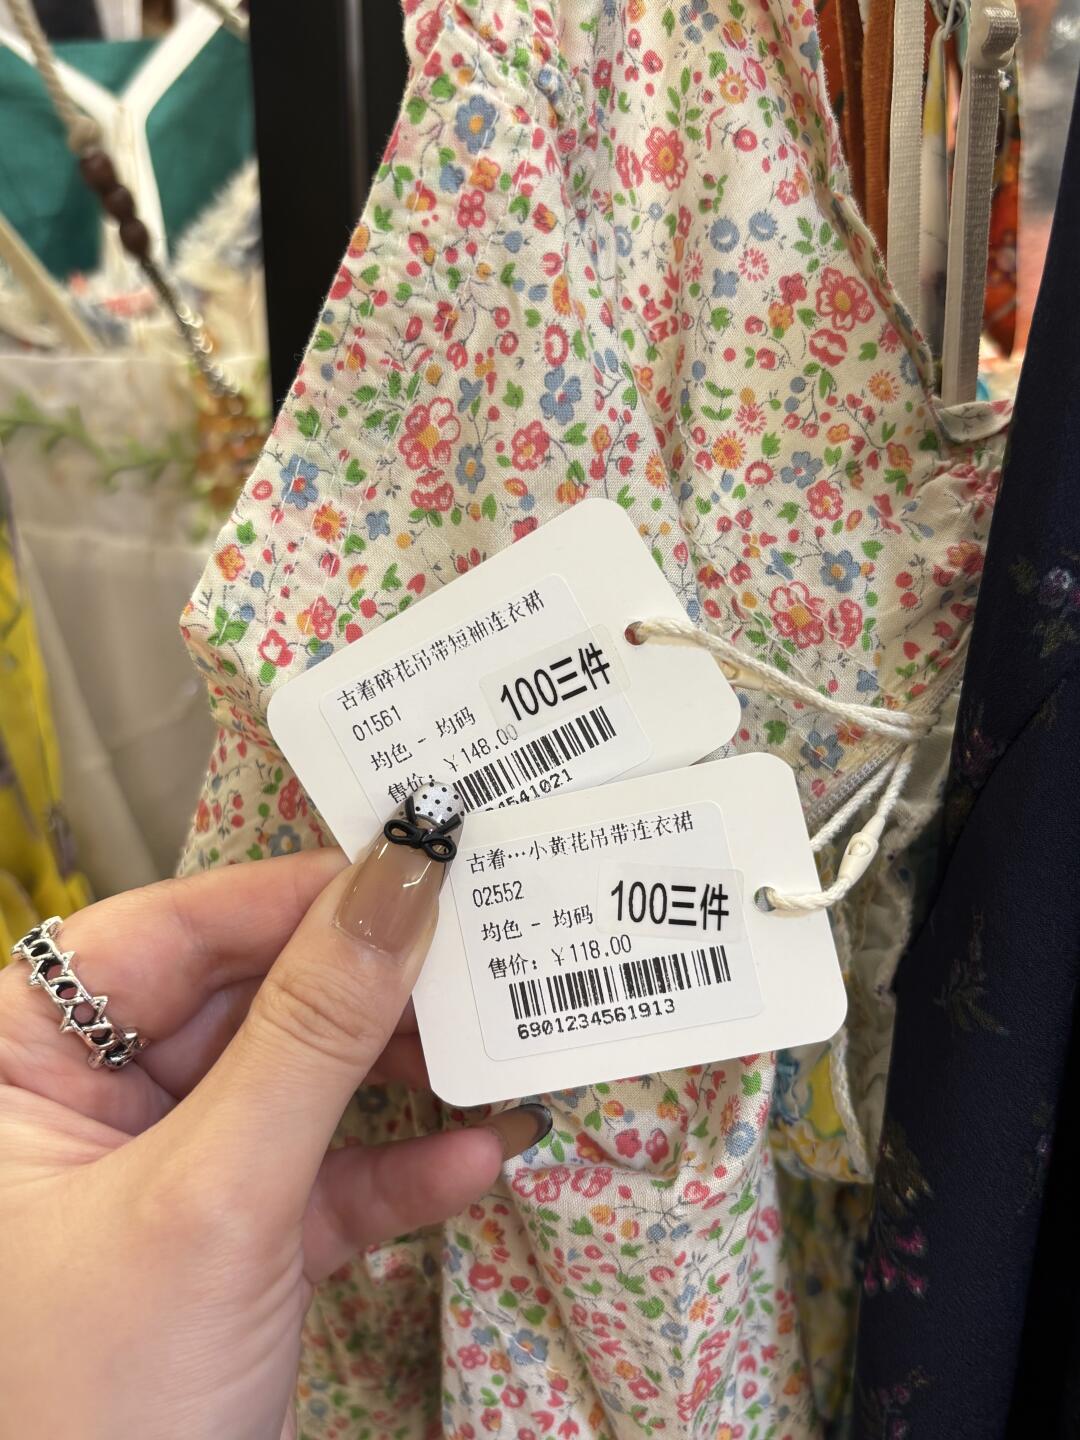 古着碎花吊带短袖连衣裙
01561
均色 - 均码
100三件
售价: ￥148.00
古着…小黄花吊带连衣裙
02552
均色 - 均码
100三件
售价: ￥118.00
6901234561913